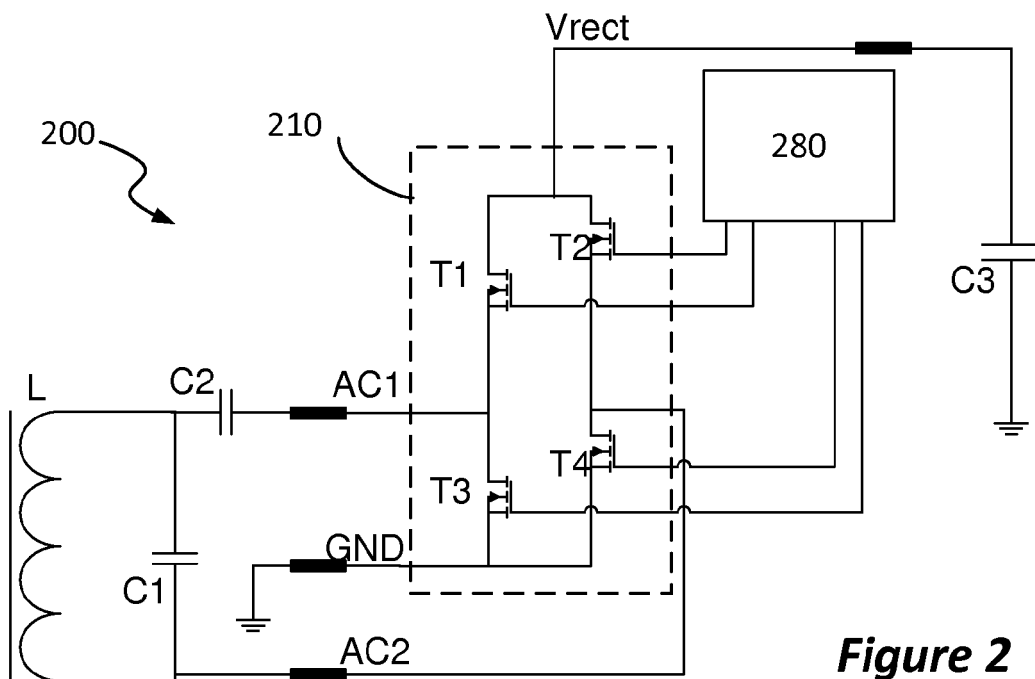 Vrect
200
210
280
T2
T1
C3
L
C2
AC1
T3
T4
GND
C1
AC2
Figure 2